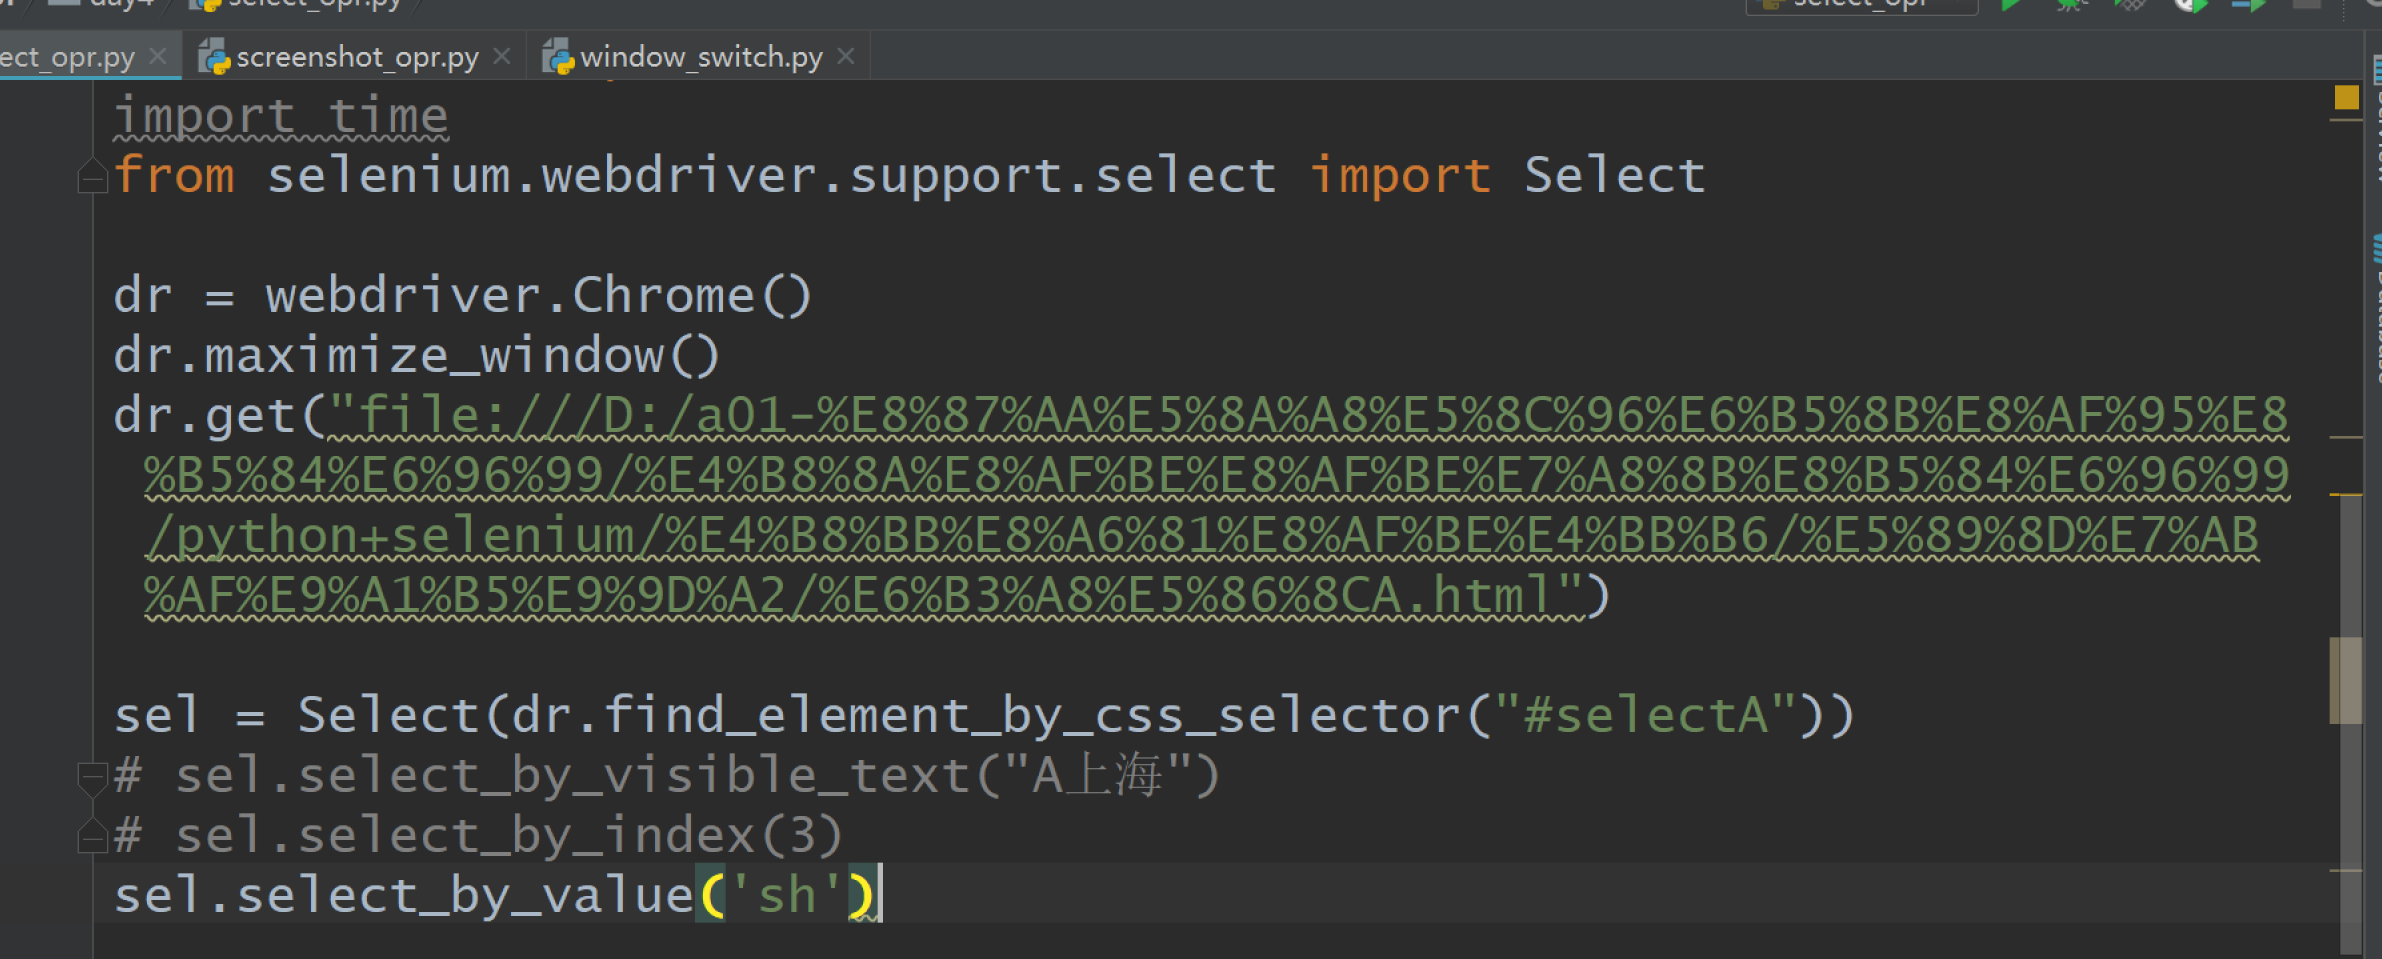 day4 select_opr.py
select_opr
ect_opr.py screenshot_opr.py window_switch.py
import time
from selenium.webdriver.support.select import Select
dr = webdriver.Chrome()
dr.maximize_window()
dr.get("file:///D:/a01-%E8%87%AA%E5%8A%A8%E5%8C%96%E6%B5%8B%E8%AF%95%E8
%B5%84%E6%96%99/%E4%B8%8A%E8%AF%BE%E8%AF%BE%E7%A8%8B%E8%B5%84%E6%96%99
/python+selenium/%E4%B8%BB%E8%A6%81%E8%AF%BE%E4%BB%B6/%E5%89%8D%E7%AB
%AF%E9%A1%B5%E9%9D%A2/%E6%B3%A8%E5%86%8CA.html")
sel = Select(dr.find_element_by_css_selector("#selectA"))
# sel.select_by_visible_text("A上海")
# sel.select_by_index(3)
sel.select_by_value('sh')